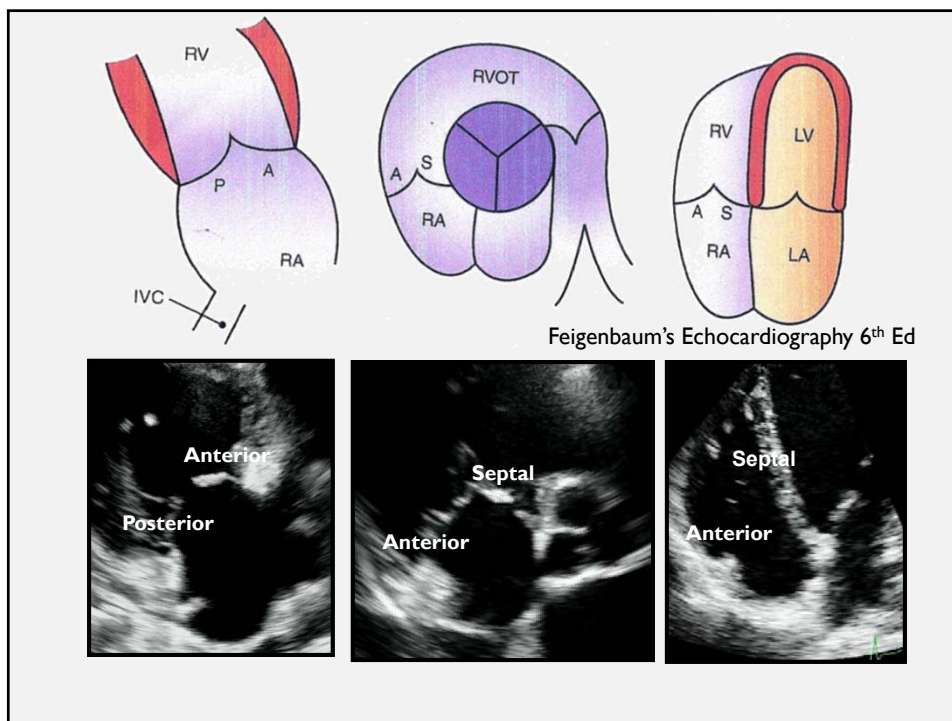 RV
P
A
RA
IVC
RVOT
A
S
RA
RV
LV
A
S
RA
LA
Feigenbaum’s Echocardiography 6th Ed
Anterior
Posterior
Septal
Anterior
Septal
Anterior